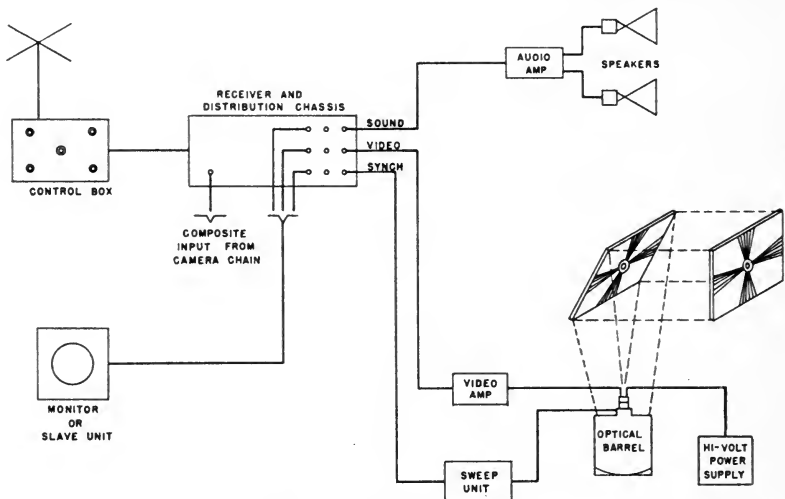 AUDIO
AMP
SPEAKERS
RECEIVER AND
DISTRIBUTION CHASSIS
SOUND
VIDEO
SYNCH
CONTROL BOX
COMPOSITE
INPUT FROM
CAMERA CHAIN
MONITOR
OR
SLAVE UNIT
VIDEO
AMP
OPTICAL
BARREL
HI-VOLT
POWER
SUPPLY
SWEEP
UNIT